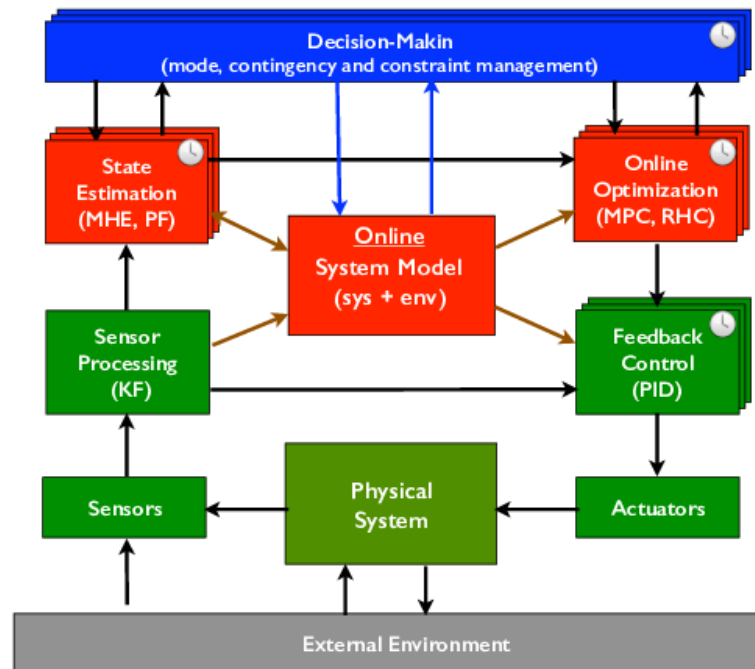 Decision-Makin
(mode, contingency and constraint management)
State
Estimation
(MHE, PF)
Online
Optimization
(MPC, RHC)
Online
System Model
(sys + env)
Sensor
Processing
(KF)
Feedback
Control
(PID)
Sensors
Physical
System
Actuators
External Environment